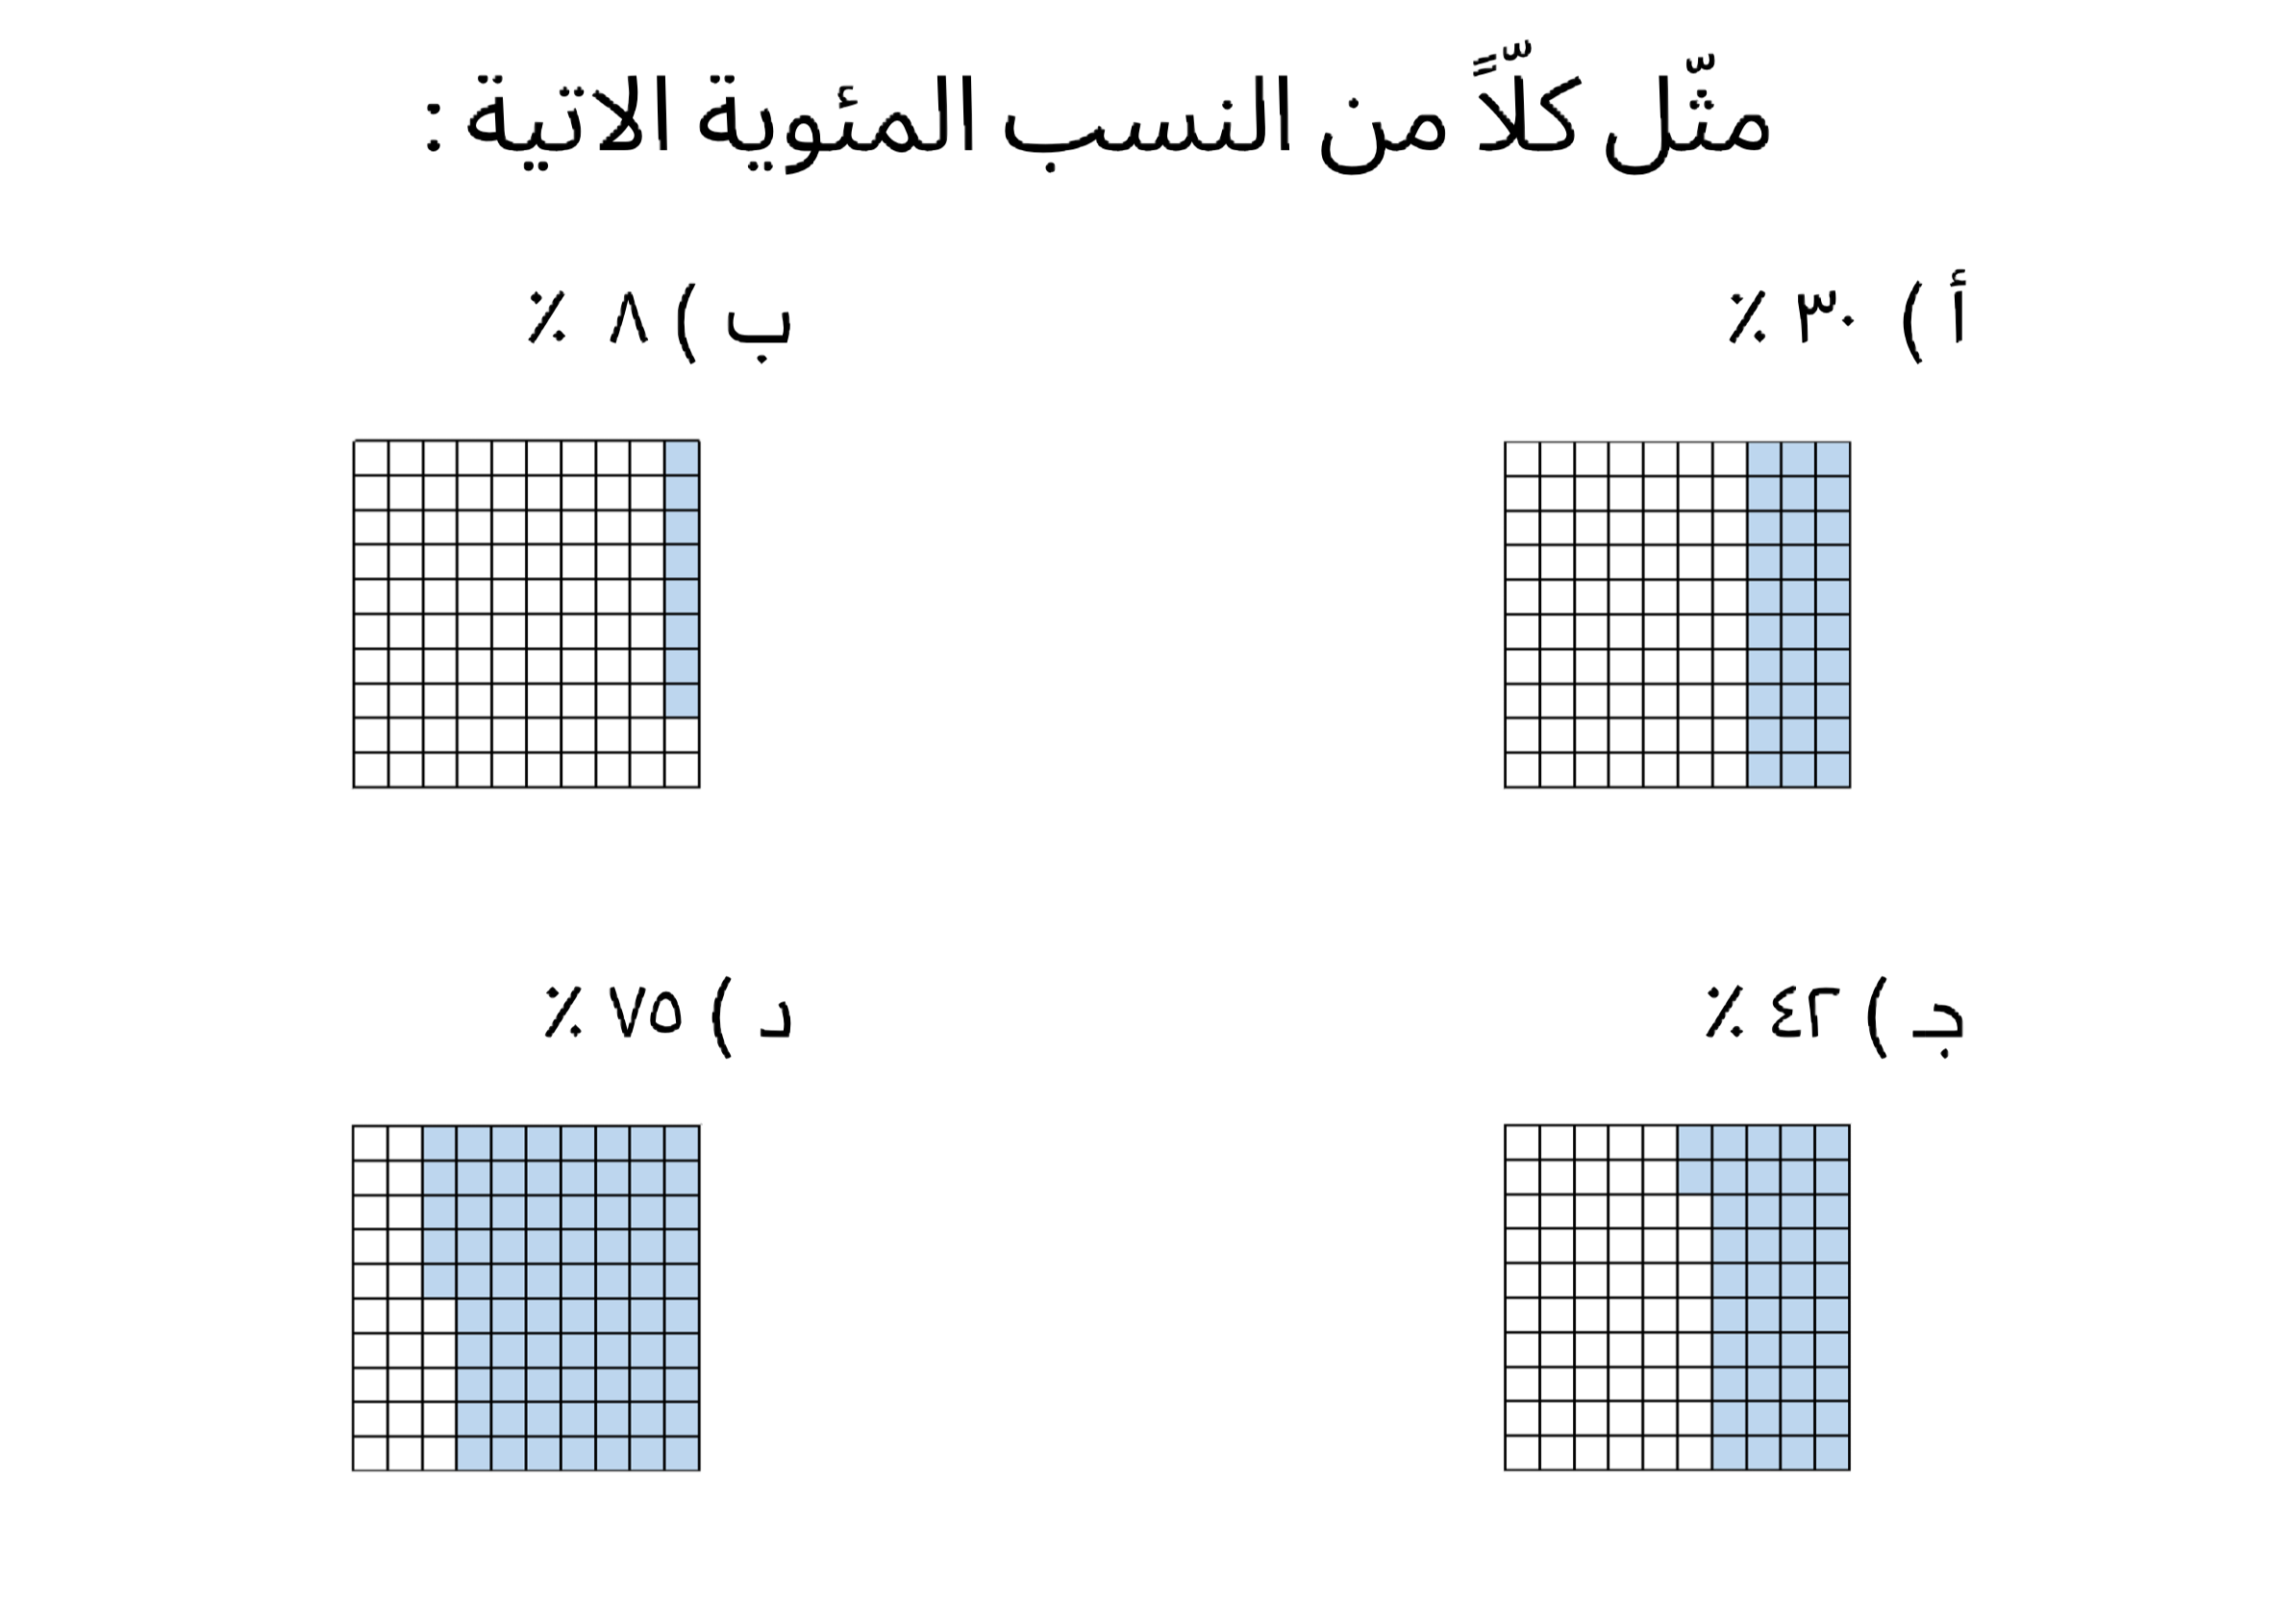 مثّل كلّاً من النسب المئوية الاتية:
أ ) ٣٠ ٪
ب ) ٨ ٪
جـ ) ٤٢ ٪
د ) ٧٥ ٪